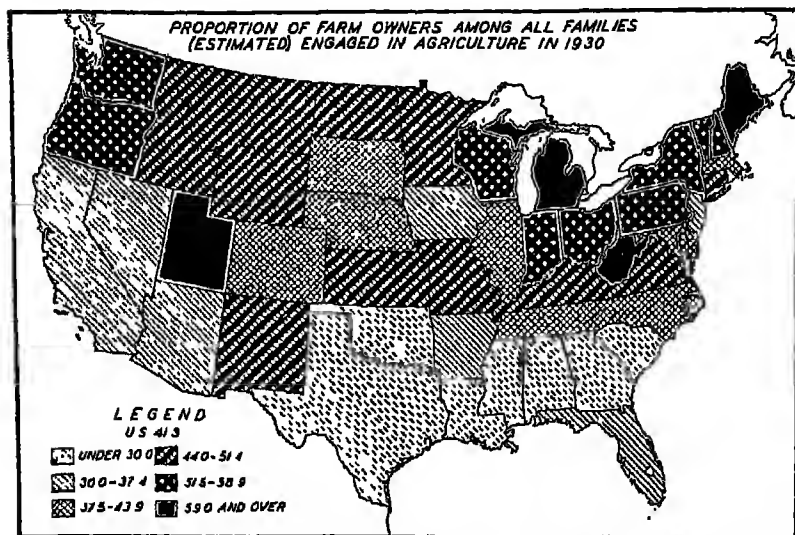 PROPORTION OF FARM OWNERS AMONG ALL FAMILIES
(ESTIMATED) ENGAGED IN AGRICULTURE IN 1930
LEGEND
US 41.3
UNDER 30.0
30.0-37.4
37.5-43.9
44.0-51.4
51.5-58.9
59.0 AND OVER